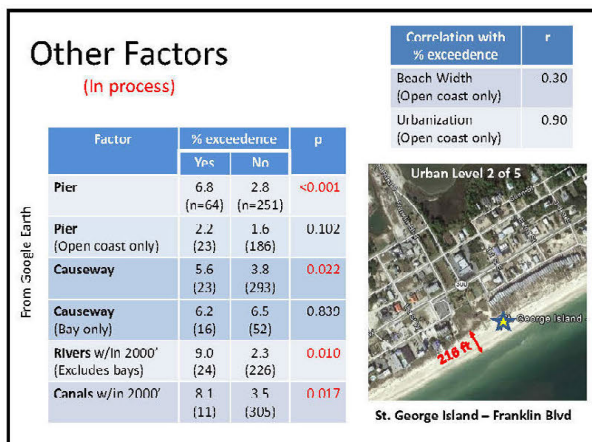 Other Factors
(In process)
Correlation with % exceedence r
Beach Width (Open coast only) 0.30
Urbanization (Open coast only) 0.90
From Google Earth
Factor % exceedence p
Yes No
Pier 6.8 (n=64) 2.8 (n=251) <0.001
Pier (Open coast only) 2.2 (23) 1.6 (186) 0.102
Causeway 5.6 (23) 3.8 (293) 0.022
Causeway (Bay only) 6.2 (16) 6.5 (52) 0.839
Rivers w/in 2000' (Excludes bays) 9.0 (24) 2.3 (226) 0.010
Canals w/in 2000' 8.1 (11) 3.5 (305) 0.017
Urban Level 2 of 5
300
St. George Island
216 ft
St. George Island – Franklin Blvd